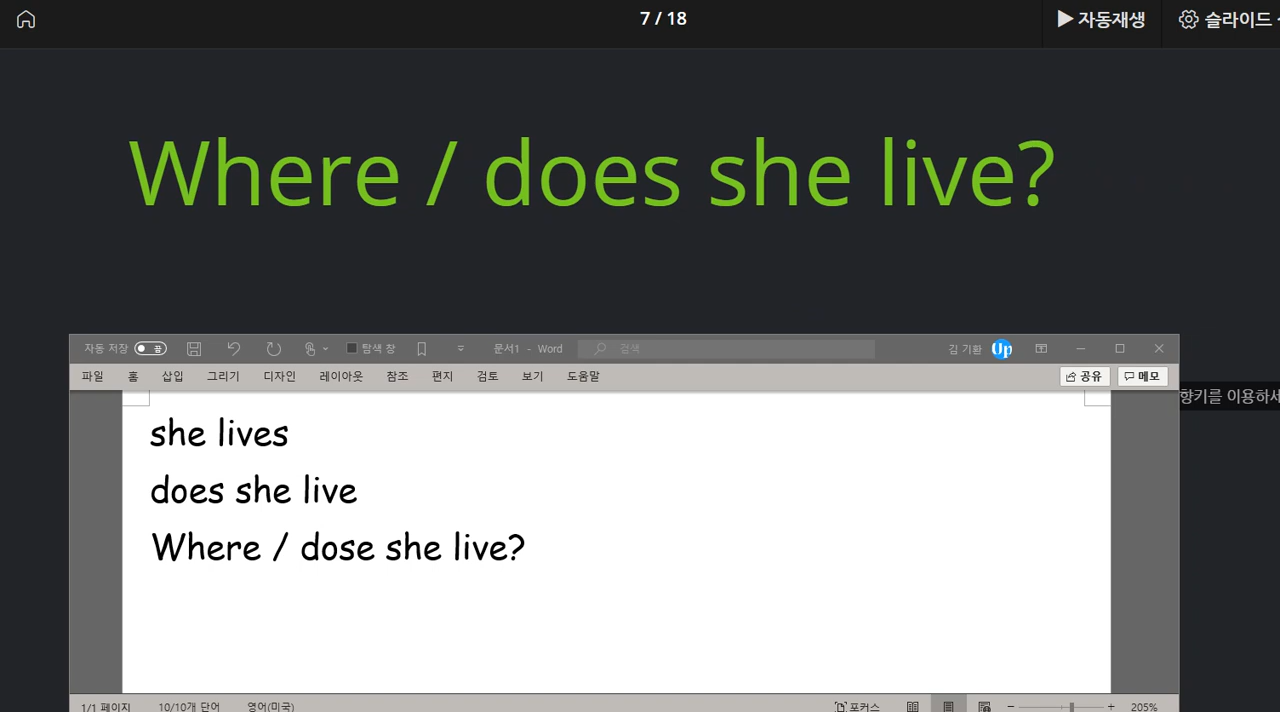 7 / 18
▶ 자동재생
슬라이드
Where / does she live?
자동 저장 끔
탐색 창
문서1 - Word
검색
김 기환
Up
파일 홈 삽입 그리기 디자인 레이아웃 참조 편지 검토 보기 도움말
공유 메모
향키를 이용하세
she lives
does she live
Where / dose she live?
1/1 페이지 10/10개 단어 영어(미국)
포커스
205%